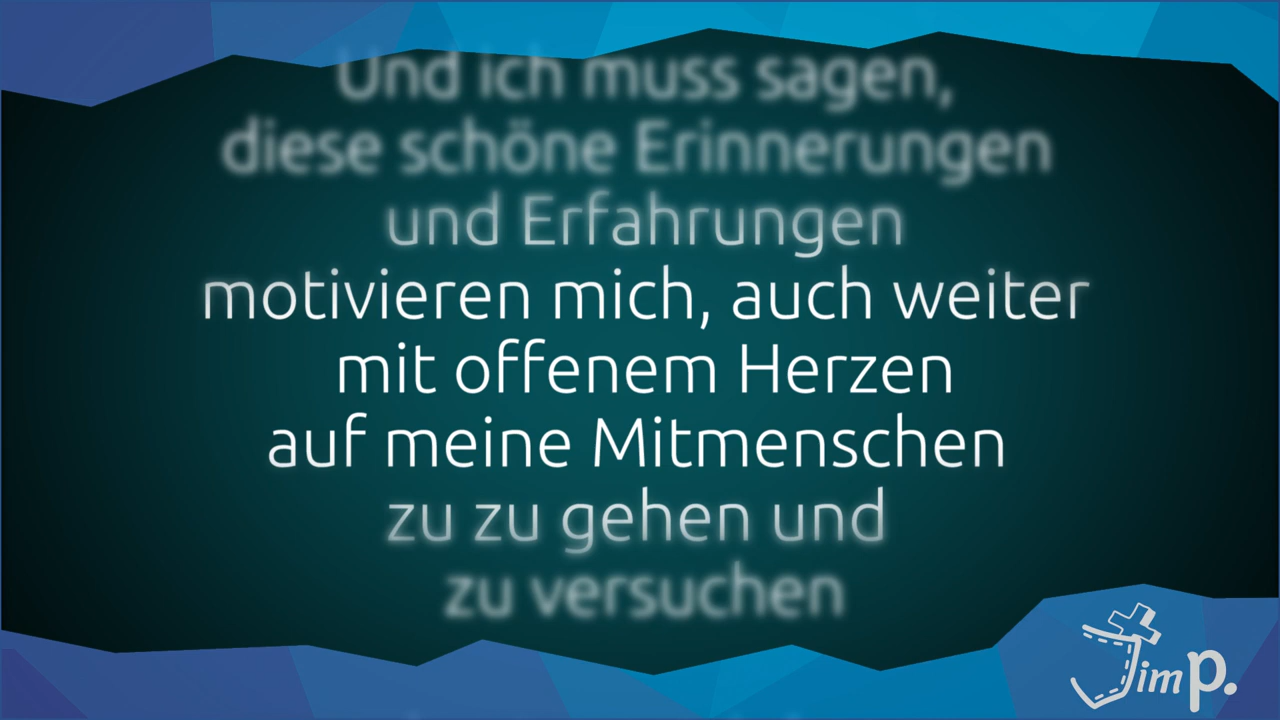 Und ich muss sagen,
diese schöne Erinnerungen
und Erfahrungen
motivieren mich, auch weiter
mit offenem Herzen
auf meine Mitmenschen
zu zu gehen und
zu versuchen
Jim P.